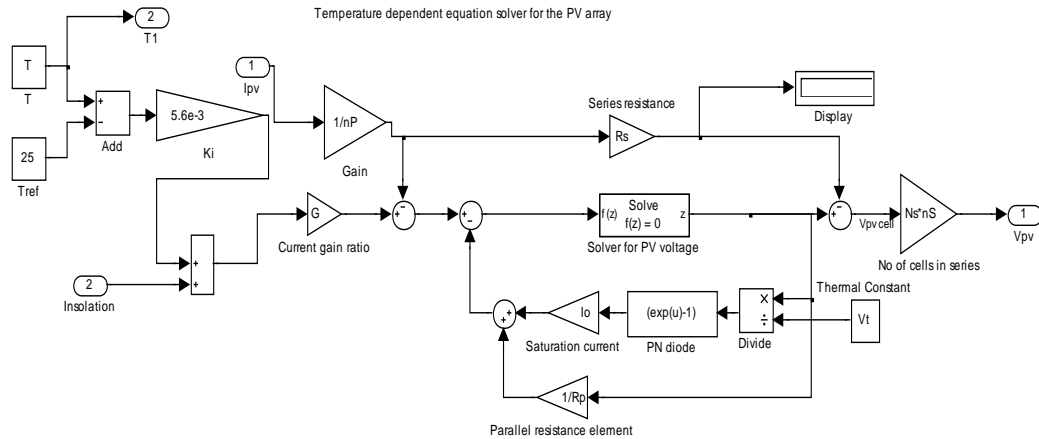 Temperature dependent equation solver for the PV array
2
T1
T
T
1
Ipv
+
−
Add
5.6e-3
Ki
25
Tref
1/nP
Gain
Series resistance
Rs
Display
G
Current gain ratio
+
−
+
−
f(z)
Solve
f(z) = 0
z
Solver for PV voltage
+
−
Vpv cell
Ns*nS
No of cells in series
1
Vpv
+
+
2
Insolation
+
+
Io
Saturation current
(exp(u)-1)
PN diode
×
÷
Divide
Thermal Constant
Vt
1/Rp
Parallel resistance element